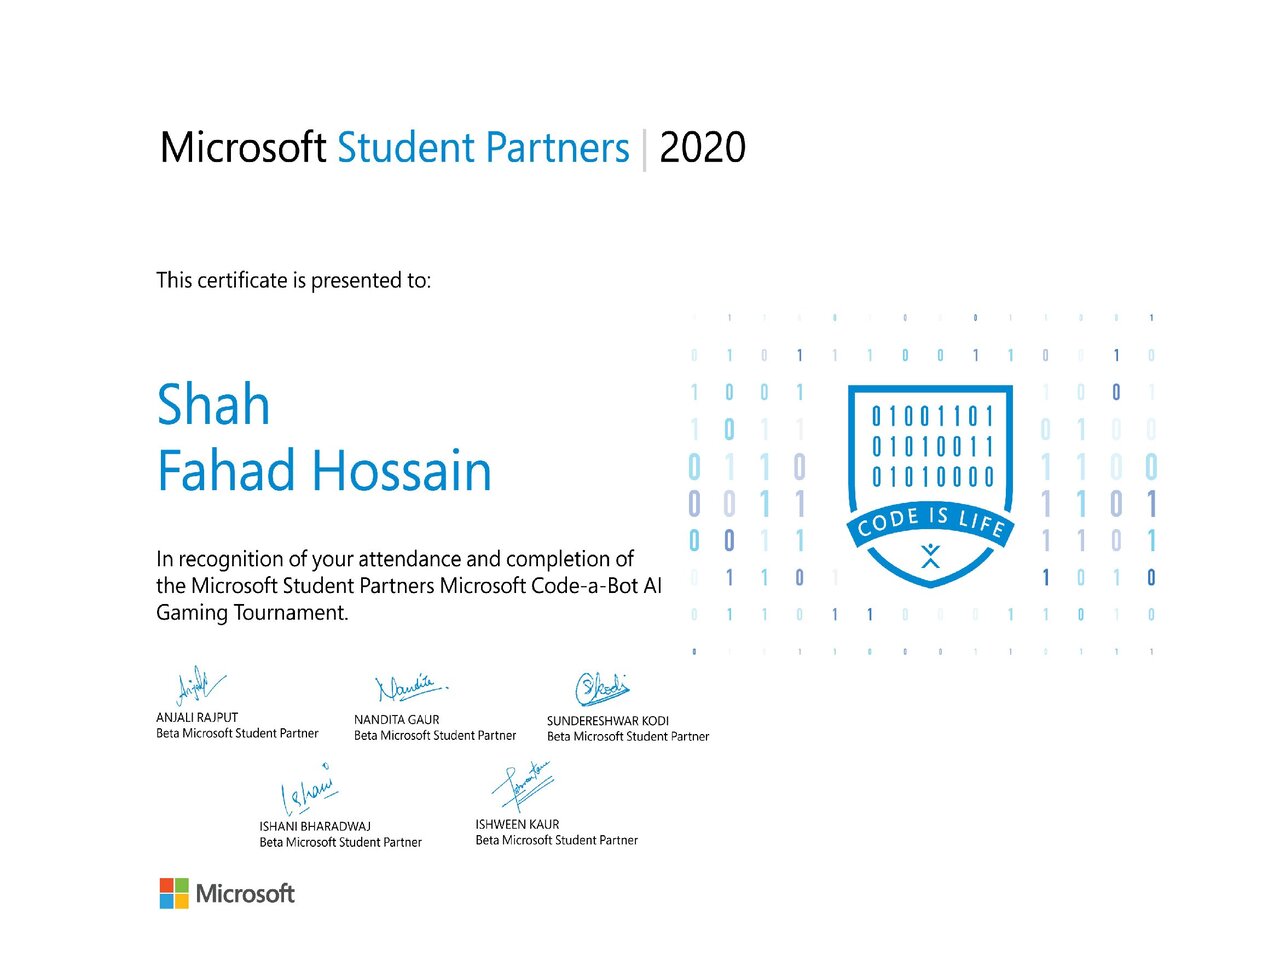 Microsoft Student Partners | 2020
This certificate is presented to:
Shah
Fahad Hossain
In recognition of your attendance and completion of
the Microsoft Student Partners Microsoft Code-a-Bot AI
Gaming Tournament.
01001101
01010011
01010000
CODE IS LIFE
Nandita
Skodi
ANJALI RAJPUT
Beta Microsoft Student Partner
NANDITA GAUR
Beta Microsoft Student Partner
SUNDERESHWAR KODI
Beta Microsoft Student Partner
Ishani
ISHANI BHARADWAJ
Beta Microsoft Student Partner
ISHWEEN KAUR
Beta Microsoft Student Partner
Microsoft